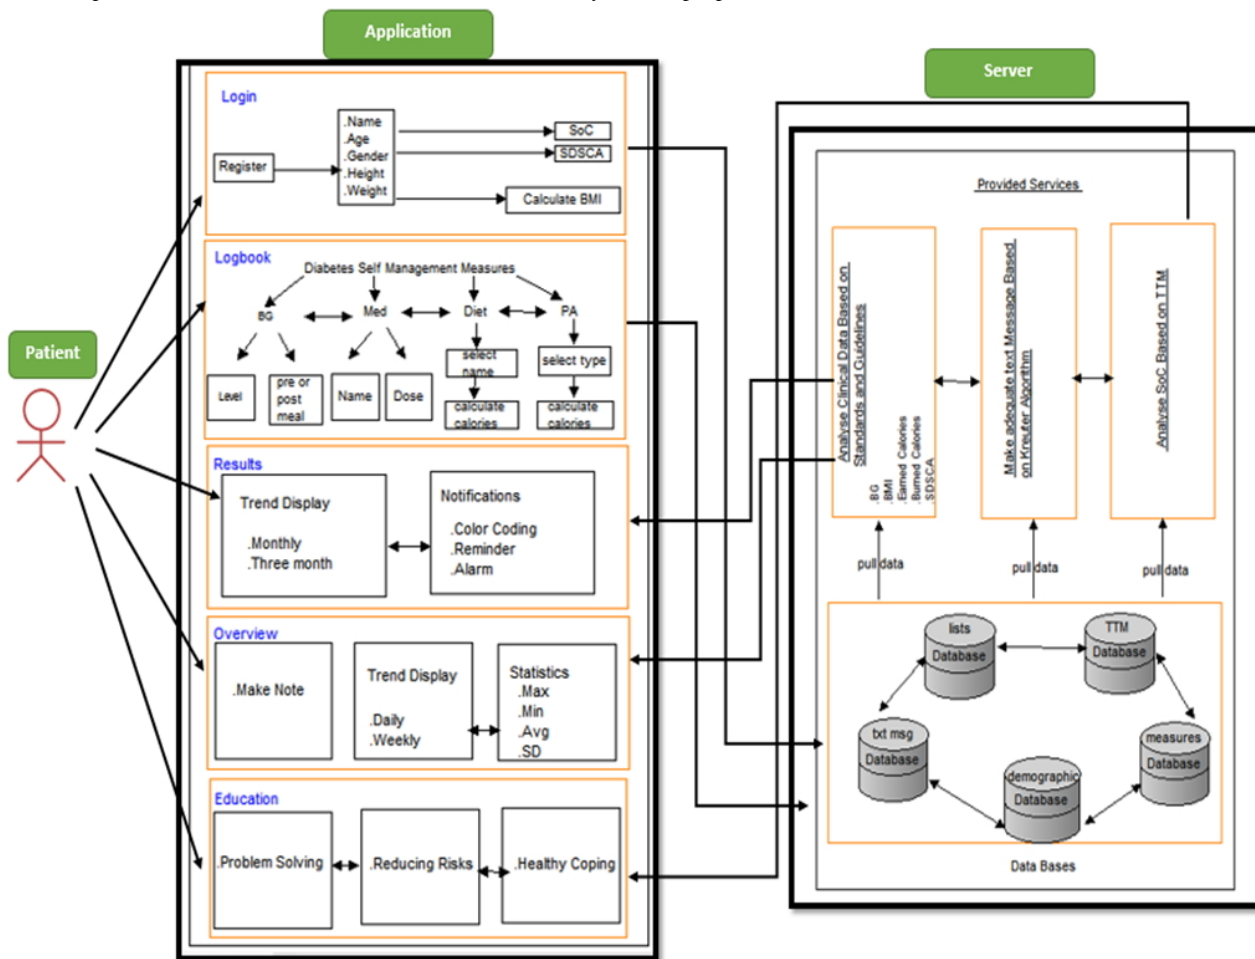 Application
Server
Patient
Login
Register
.Name
.Age
.Gender
.Height
.Weight
SoC
SDSCA
Calculate BMI
Logbook
Diabetes Self Management Measures
BG
Med
Diet
PA
Level
pre or
post
meal
Name
Dose
select
name
calculate
calories
select type
calculate
calories
Results
Trend Display
.Monthly
.Three month
Notifications
.Color Coding
.Reminder
.Alarm
Overview
.Make Note
Trend Display
.Daily
.Weekly
Statistics
.Max
.Min
.Avg
.SD
Education
.Problem Solving
.Reducing Risks
.Healthy Coping
Provided Services
Analyse Clinical Data Based on
Standards and Guidelines
.BG
.BMI
.Earned Calories
.Burned Calories
.SDSCA
Make adequate text Message Based
on Kreuter Algorithm
Analyse SoC Based on TTM
pull data
pull data
pull data
lists
Database
TTM
Database
txt msg
Database
demographic
Database
measures
Database
Data Bases